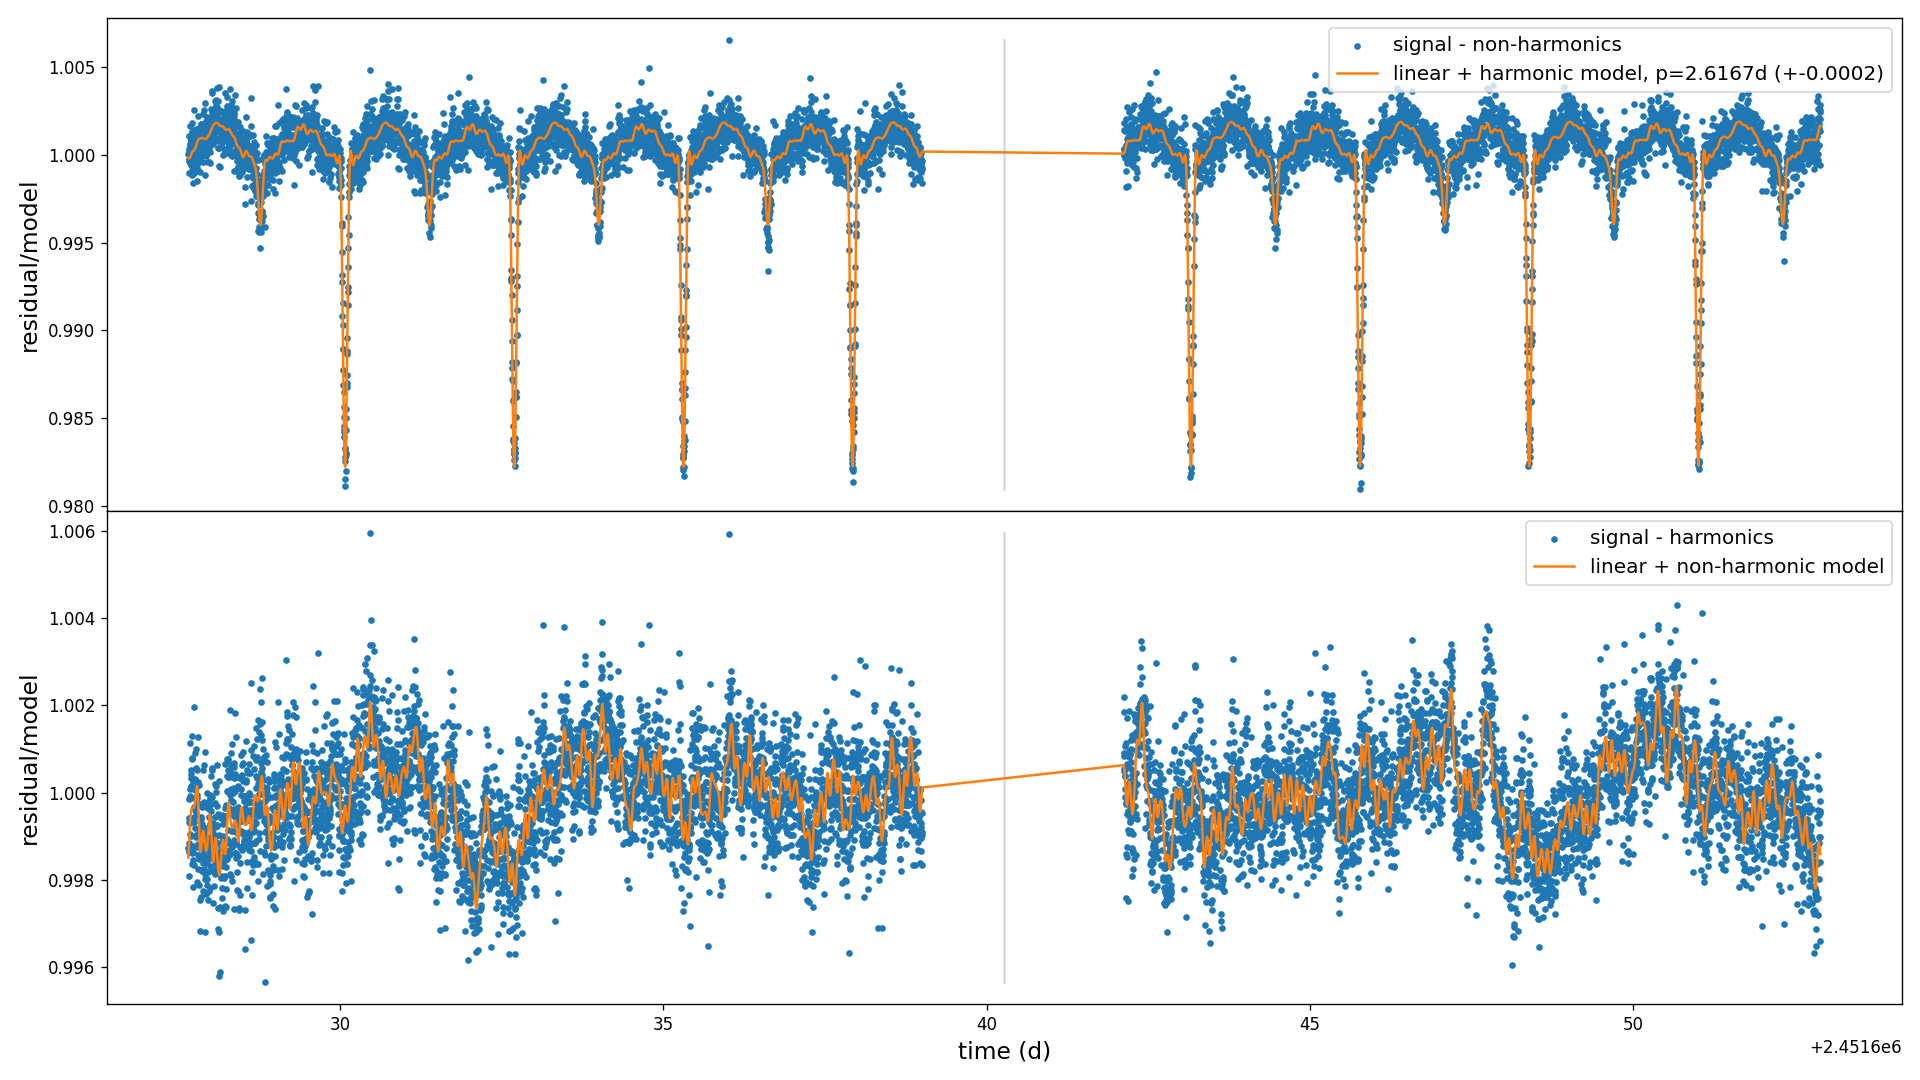 signal - non-harmonics
linear + harmonic model, p=2.6167d (+-0.0002)
1.005
1.000
0.995
0.990
0.985
0.980
residual/model
signal - harmonics
linear + non-harmonic model
1.006
1.004
1.002
1.000
0.998
0.996
residual/model
30
35
40
45
50
time (d)
+2.4516e6